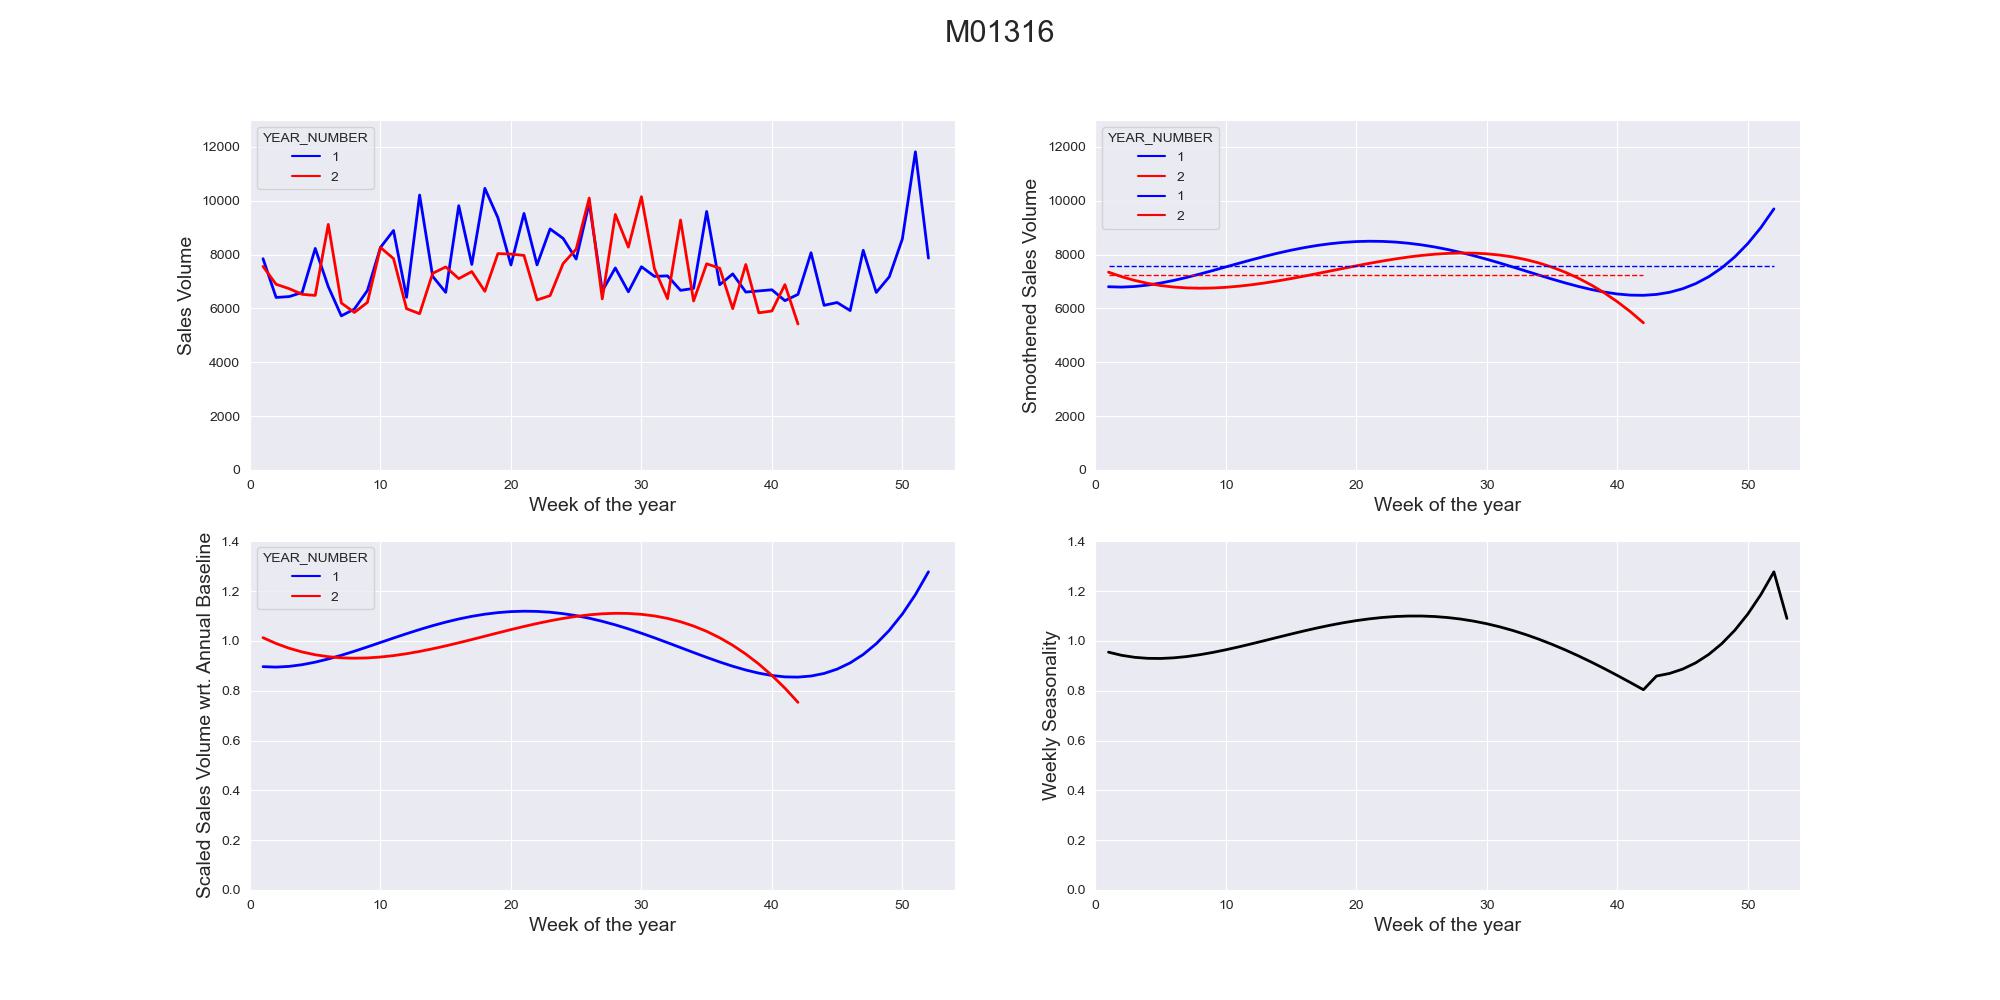 M01316
YEAR_NUMBER
1
2
12000
10000
8000
6000
4000
2000
0
Sales Volume
0 10 20 30 40 50
Week of the year
YEAR_NUMBER
1
2
1
2
12000
10000
8000
6000
4000
2000
0
Smoothened Sales Volume
0 10 20 30 40 50
Week of the year
YEAR_NUMBER
1
2
1.4
1.2
1.0
0.8
0.6
0.4
0.2
0.0
Scaled Sales Volume wrt. Annual Baseline
0 10 20 30 40 50
Week of the year
1.4
1.2
1.0
0.8
0.6
0.4
0.2
0.0
Weekly Seasonality
0 10 20 30 40 50
Week of the year